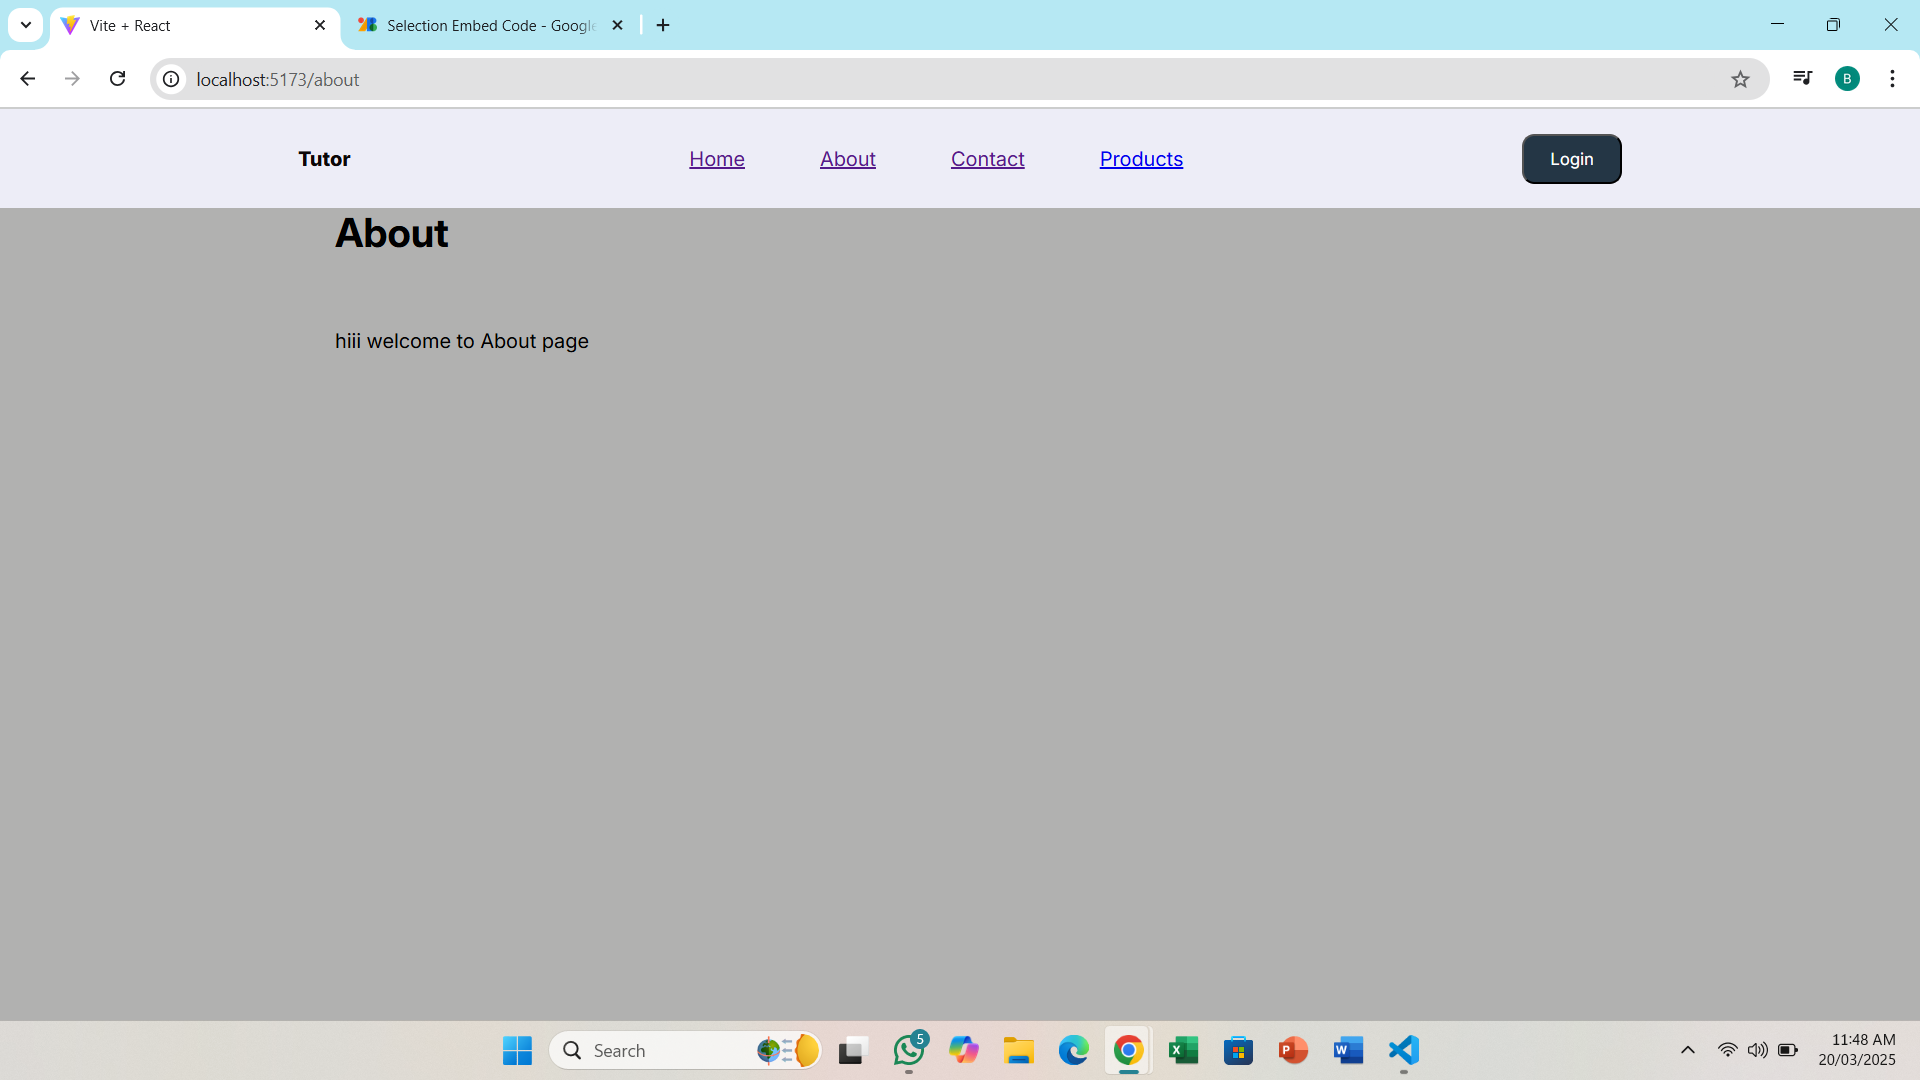 Vite + React
Selection Embed Code - Google
localhost:5173/about
B
Tutor
Home
About
Contact
Products
Login
About
hiii welcome to About page
Search
5
11:48 AM
20/03/2025